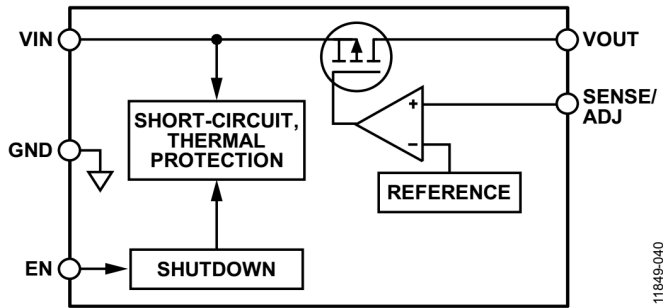 VIN
VOUT
SENSE/
ADJ
+
SHORT-CIRCUIT,
THERMAL
PROTECTION
GND
–
REFERENCE
EN
SHUTDOWN
11849-040